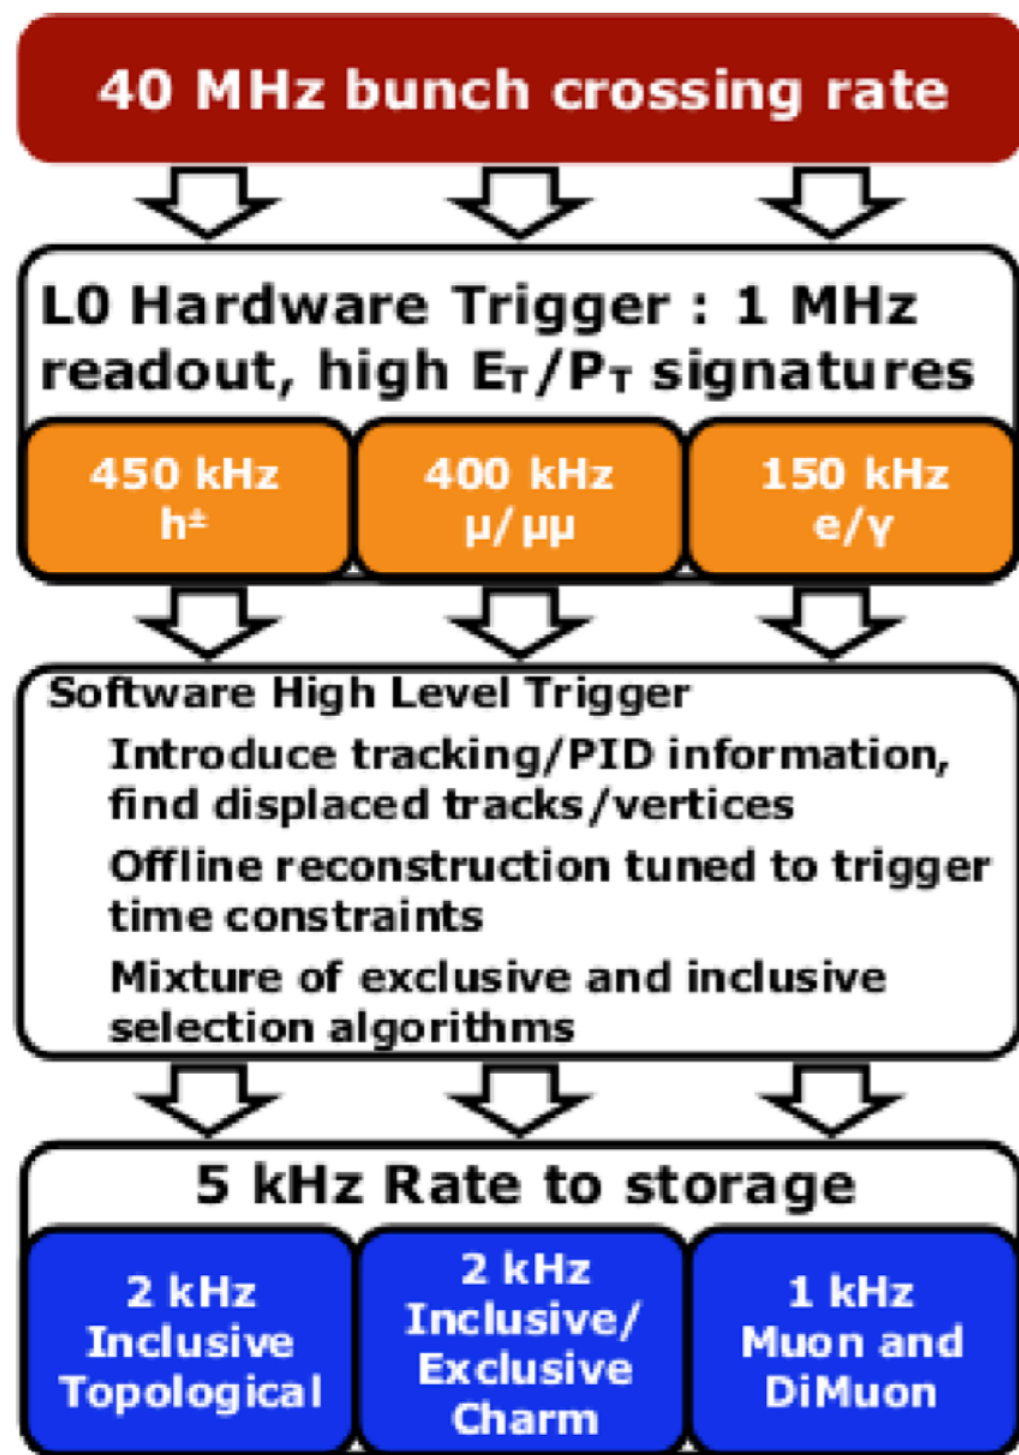 40 MHz bunch crossing rate
L0 Hardware Trigger : 1 MHz
readout, high E_T/P_T signatures
450 kHz
h±
400 kHz
μ/μμ
150 kHz
e/γ
Software High Level Trigger
Introduce tracking/PID information,
find displaced tracks/vertices
Offline reconstruction tuned to trigger
time constraints
Mixture of exclusive and inclusive
selection algorithms
5 kHz Rate to storage
2 kHz
Inclusive
Topological
2 kHz
Inclusive/
Exclusive
Charm
1 kHz
Muon and
DiMuon